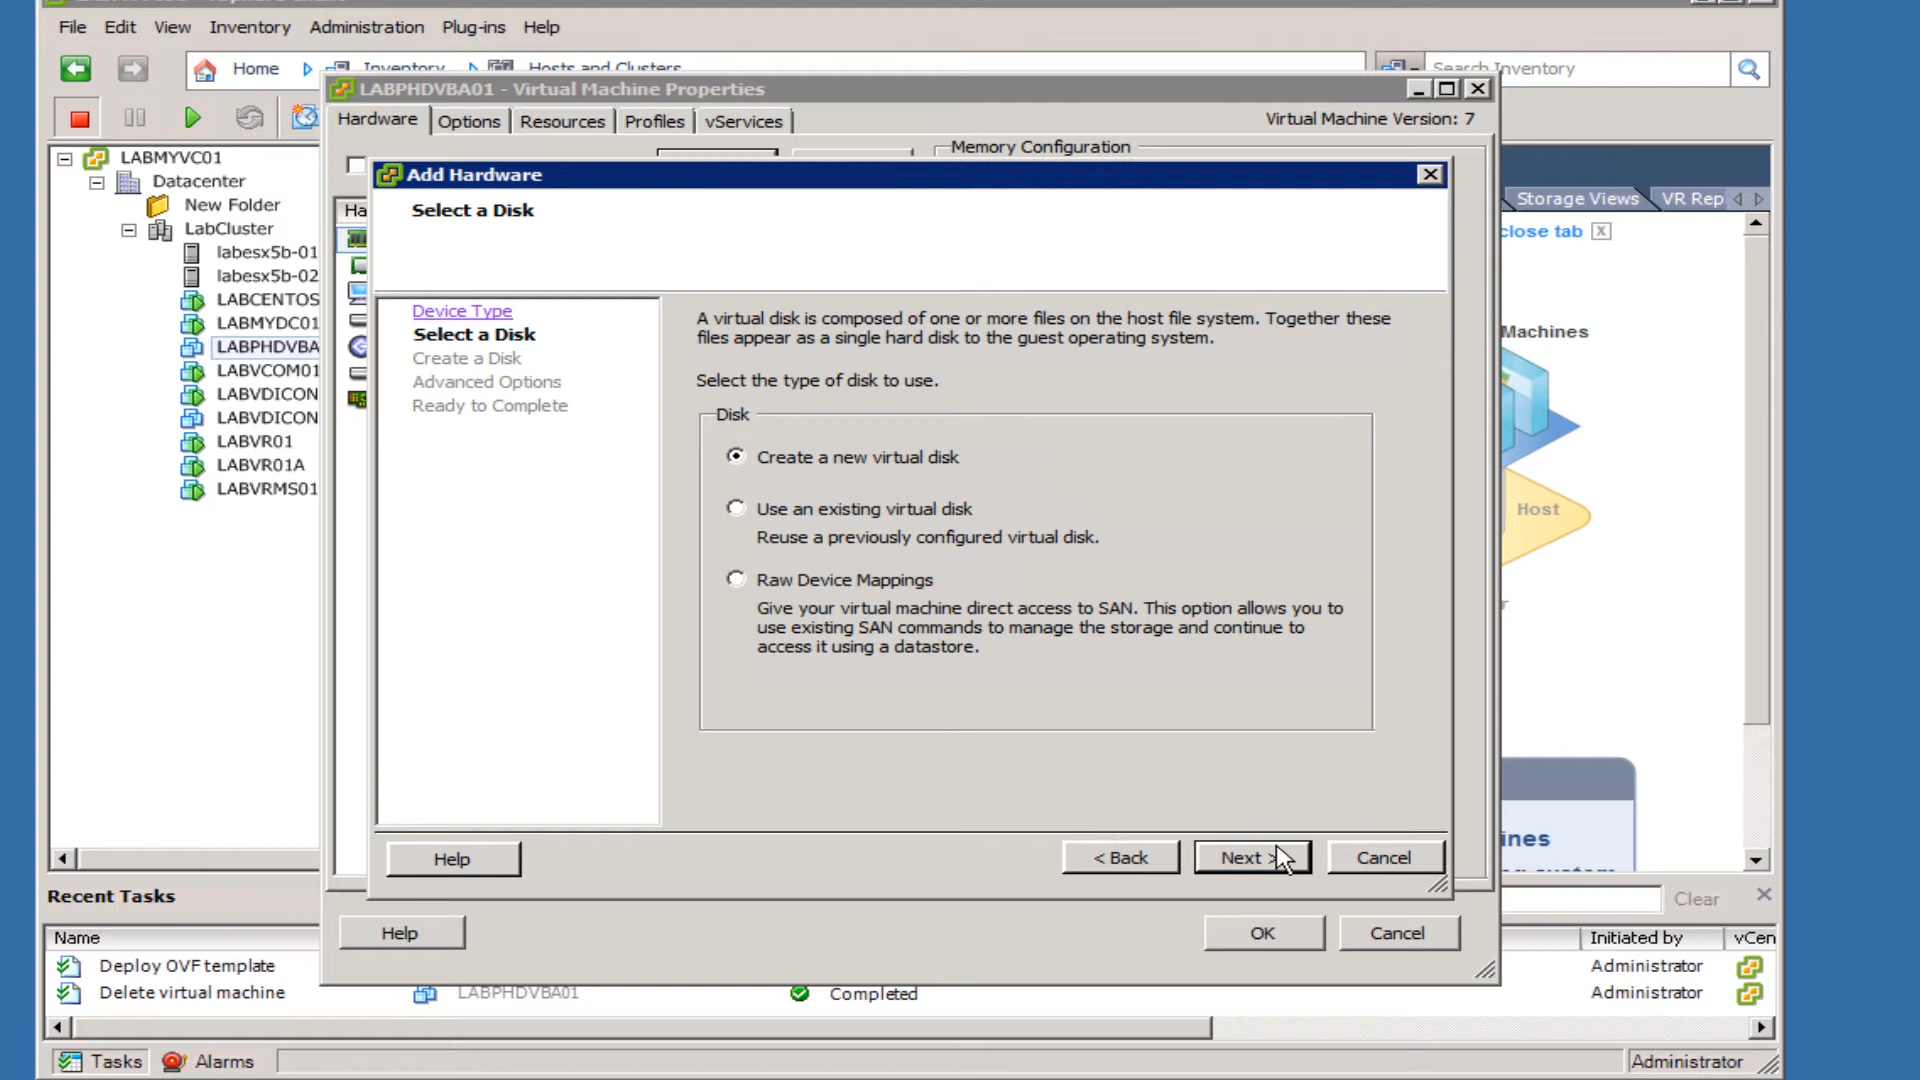 File Edit View Inventory Administration Plug-ins Help
Home Inventory Hosts and Clusters Search Inventory
LABPHDVBA01 - Virtual Machine Properties
Hardware Options Resources Profiles vServices Virtual Machine Version: 7
Memory Configuration
LABMYVC01
Datacenter
New Folder
LabCluster
labesx5b-01
labesx5b-02
LABCENTOS
LABMYDC01
LABPHDVBA
LABVCOM01
LABVDICON
LABVDICON
LABVR01
LABVR01A
LABVRMS01
Ha
Add Hardware
Select a Disk
Device Type
Select a Disk
Create a Disk
Advanced Options
Ready to Complete
A virtual disk is composed of one or more files on the host file system. Together these
files appear as a single hard disk to the guest operating system.
Select the type of disk to use.
Disk
Create a new virtual disk
Use an existing virtual disk
Reuse a previously configured virtual disk.
Raw Device Mappings
Give your virtual machine direct access to SAN. This option allows you to
use existing SAN commands to manage the storage and continue to
access it using a datastore.
Help < Back Next > Cancel
Help OK Cancel
Storage Views VR Rep
close tab X
Machines
Host
ines
Recent Tasks Clear
Name Initiated by vCen
Deploy OVF template Administrator
Delete virtual machine LABPHDVBA01 Completed Administrator
Tasks Alarms Administrator